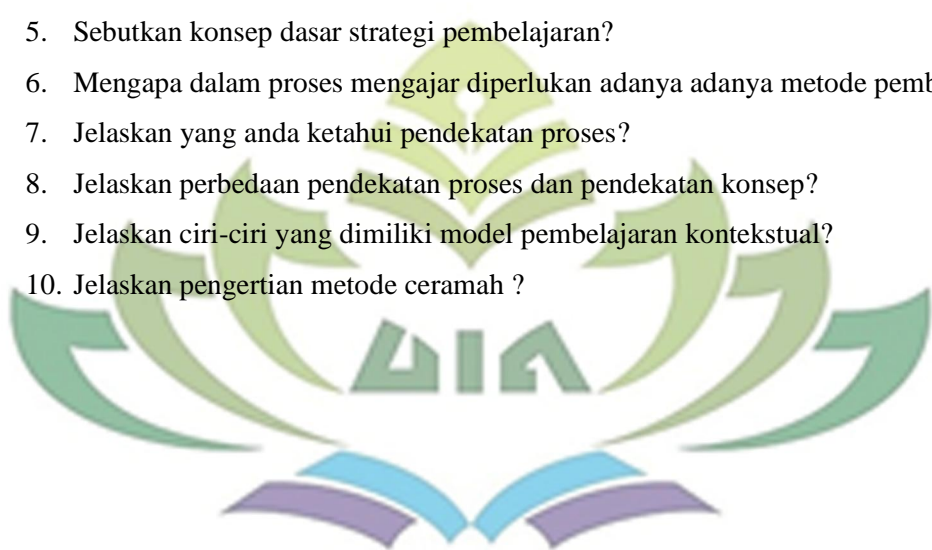 5. Sebutkan konsep dasar strategi pembelajaran?
6. Mengapa dalam proses mengajar diperlukan adanya adanya metode
7. Jelaskan yang anda ketahui pendekatan proses?
8. Jelaskan perbedaan pendekatan proses dan pendekatan konsep?
9. Jelaskan ciri-ciri yang dimiliki model pembelajaran kontekstual?
10. Jelaskan pengertian metode ceramah ?